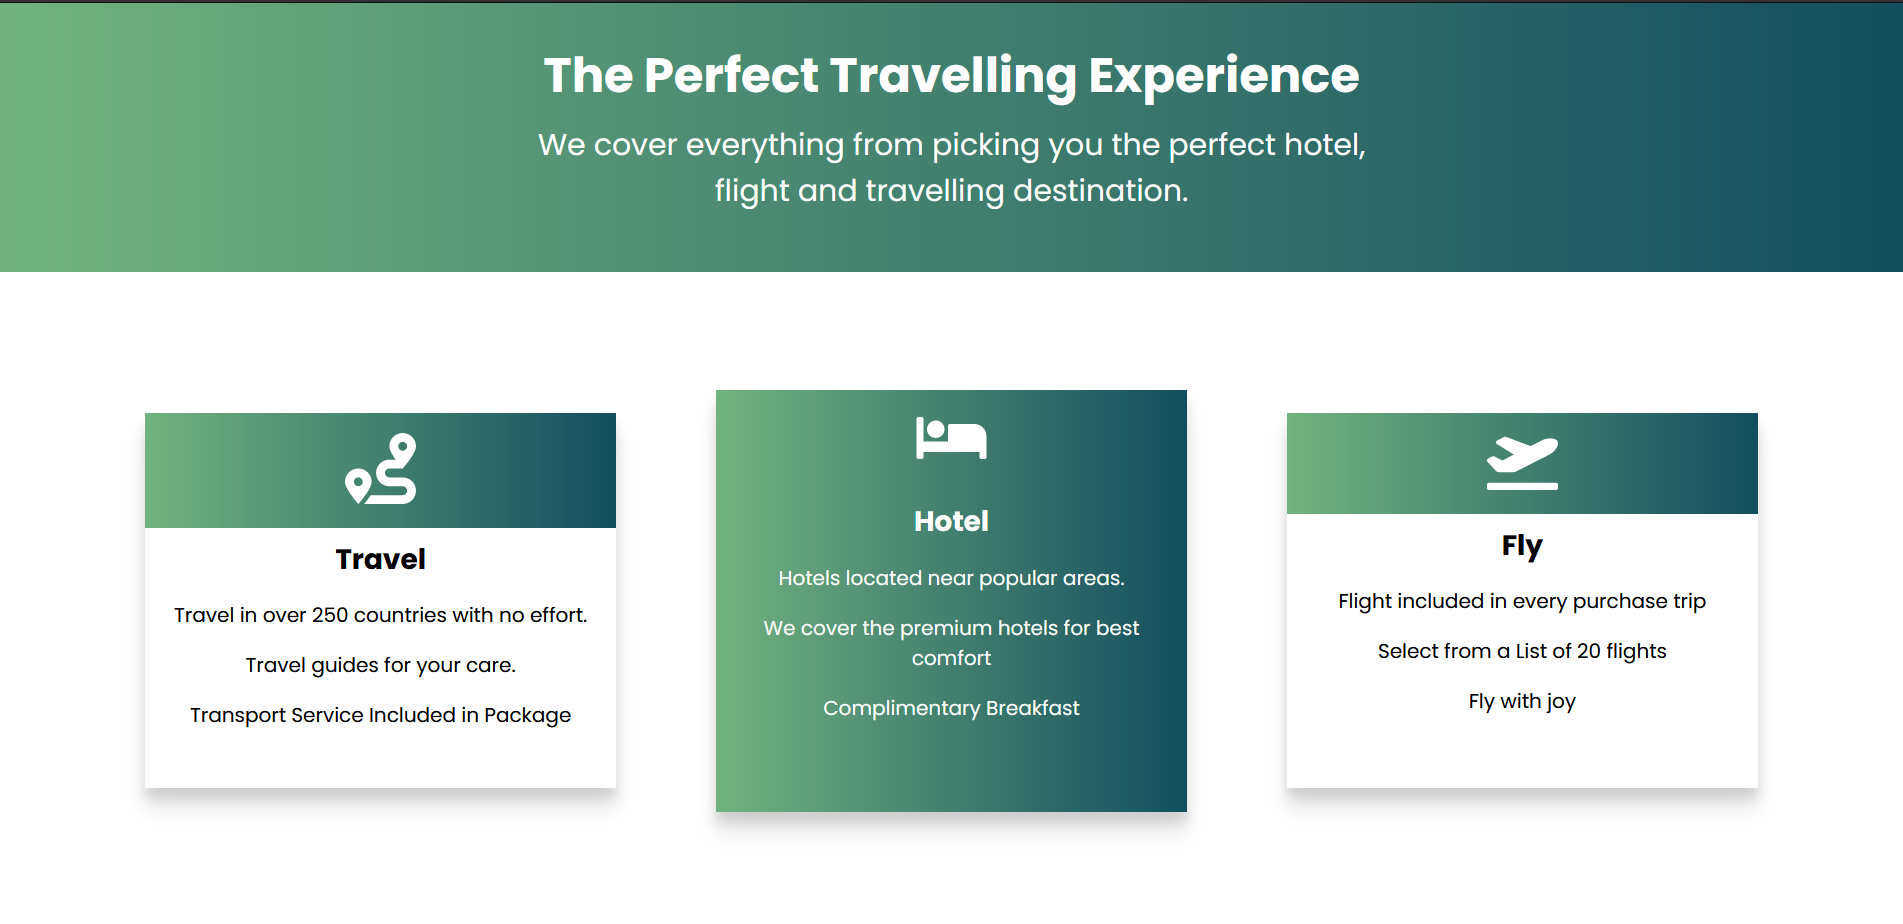 The Perfect Travelling Experience
We cover everything from picking you the perfect hotel,
flight and travelling destination.
Travel
Travel in over 250 countries with no effort.
Travel guides for your care.
Transport Service Included in Package
Hotel
Hotels located near popular areas.
We cover the premium hotels for best
comfort
Complimentary Breakfast
Fly
Flight included in every purchase trip
Select from a List of 20 flights
Fly with joy